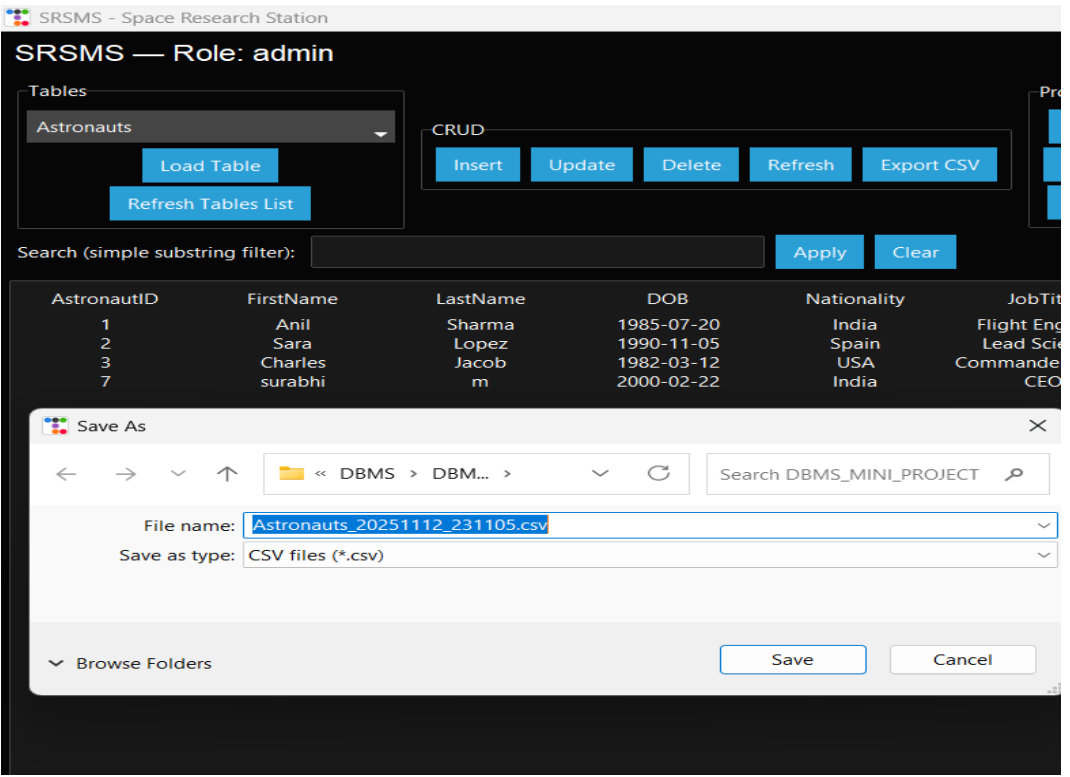 SRSMS - Space Research Station
SRSMS — Role: admin
Tables
Astronauts
Load Table
Refresh Tables List
CRUD
Insert Update Delete Refresh Export CSV
Search (simple substring filter): Apply Clear
AstronautID FirstName LastName DOB Nationality
1 Anil Sharma 1985-07-20 India Flight
2 Sara Lopez 1990-11-05 Spain Lead
3 Charles Jacob 1982-03-12 USA
7 surabhi m 2000-02-22 India CEO
Save As
« DBMS > DBM... >
Search DBMS_MINI_PROJECT
File name: Astronauts_20251112_231105.csv
Save as type: CSV files (*.csv)
Browse Folders
Save Cancel